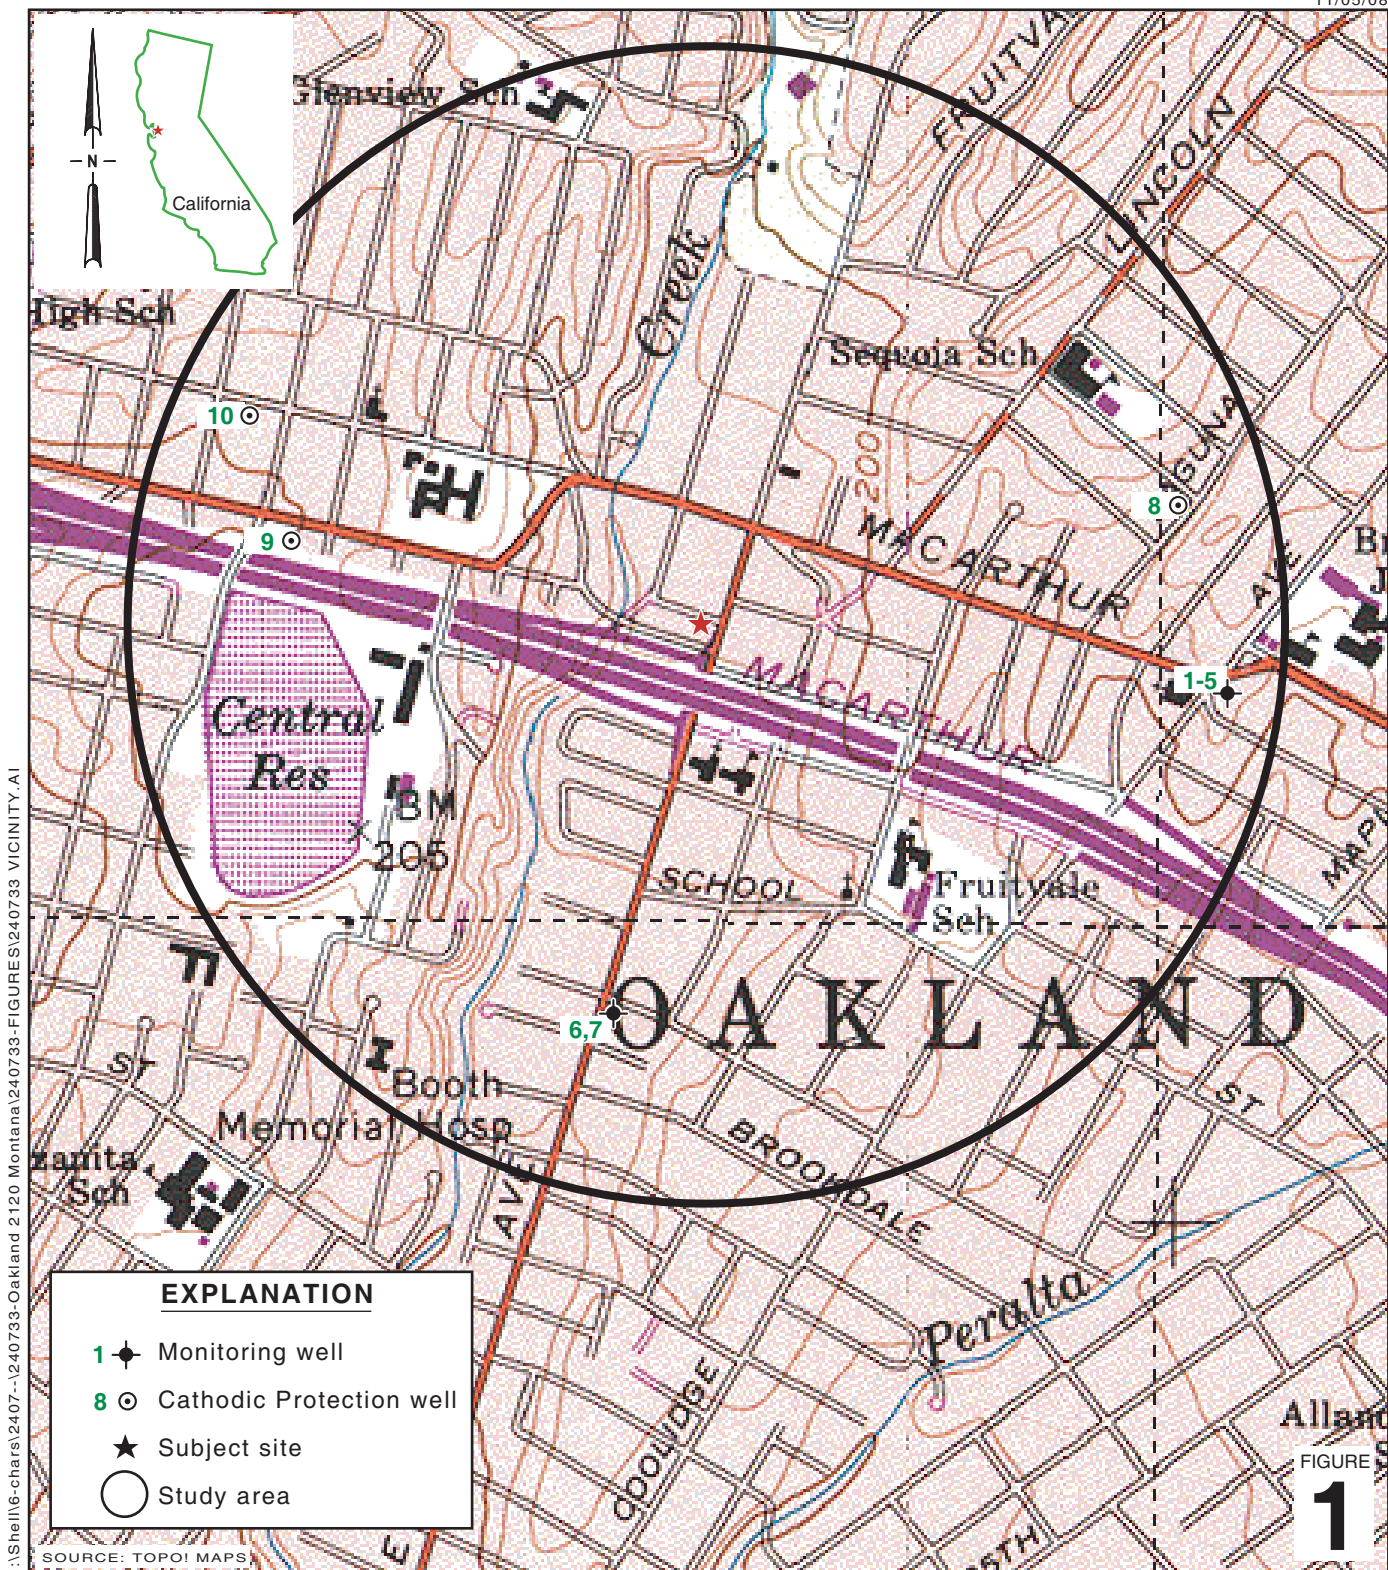 N
California
Glenview Sch
High Sch
Creek
LINCOLN
Sequoia Sch
10
200
8
9
MACARTHUR
AVE
MACARTHUR
1-5
Central
Res
BM
205
SCHOOL
Fruitvale
Sch
OAKLAND
6,7
ST
Booth
Memorial Hosp
ST
BROOKDALE
AVE
Sch
Peralta
COOLIDGE
EXPLANATION
1 Monitoring well
8 Cathodic Protection well
Subject site
Study area
SOURCE: TOPO! MAPS
E
FIGURE
1
:\Shell\6-chars\2407--\240733-Oakland 2120 Montana\240733-FIGURES\240733 VICINITY.AI